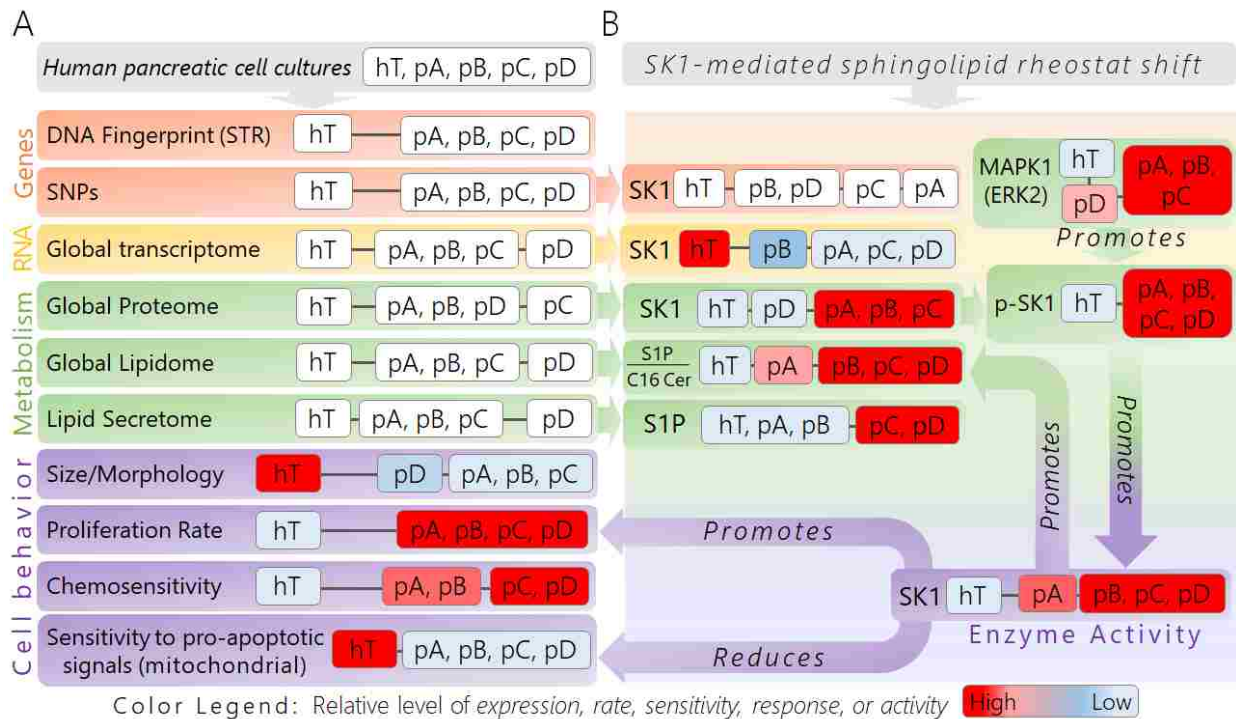 A
B
Human pancreatic cell cultures hT, pA, pB, pC, pD
SK1-mediated sphingolipid rheostat shift
Genes
DNA Fingerprint (STR) hT pA, pB, pC, pD
SNPs hT pA, pB, pC, pD
RNA
Global transcriptome hT pA, pB, pC pD
Metabolism
Global Proteome hT pA, pB, pD pC
Global Lipidome hT pA, pB, pC pD
Lipid Secretome hT pA, pB, pC pD
Cell behavior
Size/Morphology hT pD pA, pB, pC
Proliferation Rate hT pA, pB, pC, pD
Chemosensitivity hT pA, pB pC, pD
Sensitivity to pro-apoptotic
signals (mitochondrial) hT pA, pB, pC, pD
SK1 hT pB, pD pC pA
SK1 hT pB pA, pC, pD
SK1 hT pD pA, pB, pC
S1P
C16 Cer
hT pA pB, pC, pD
S1P hT, pA, pB pC, pD
MAPK1
(ERK2)
hT
pD
pA, pB,
pC
Promotes
p-SK1 hT
pA, pB,
pC, pD
Promotes
Promotes
Promotes
SK1 hT pA pB, pC, pD
Enzyme Activity
Reduces
Color Legend: Relative level of expression, rate, sensitivity, response, or activity High Low